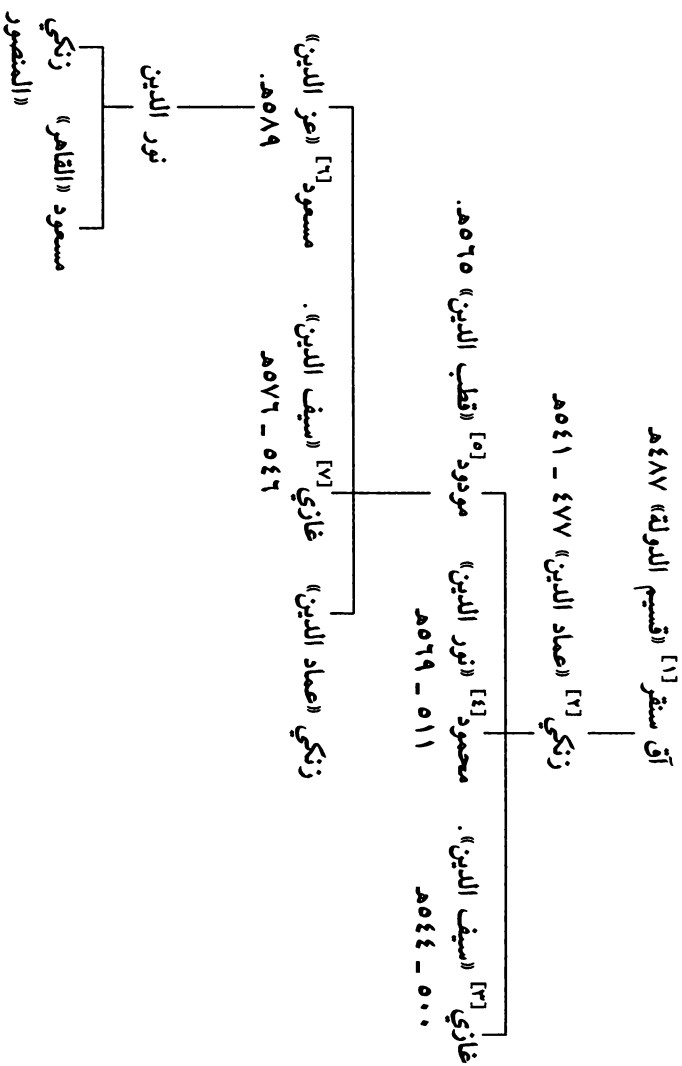 آق سنقر [١] «قسيم الدولة» ٤٨٧هـ
زنكي [٢] «عماد الدين» ٤٧٧ - ٥٤١هـ
غازي [٣] «سيف الدين».
٥٠٠ - ٥٤٤هـ
محمود [٤] «نور الدين»
٥١١ - ٥٦٩هـ
مودود [٥] «قطب الدين» ٥٦٥هـ.
زنكي «عماد الدين»
غازي [٧] «سيف الدين».
٥٤٦ - ٥٧٦هـ
مسعود [٦] «عز الدين»
٥٨٩هـ.
نور الدين
مسعود «القاهر»
زنكي
«المنصور